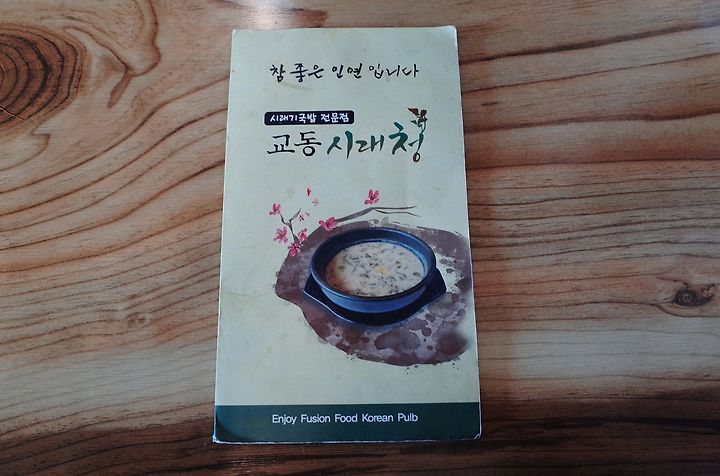 참 좋은 인연 입니다
시래기국밥 전문점
교동 시래청
Enjoy Fusion Food Korean Pulb